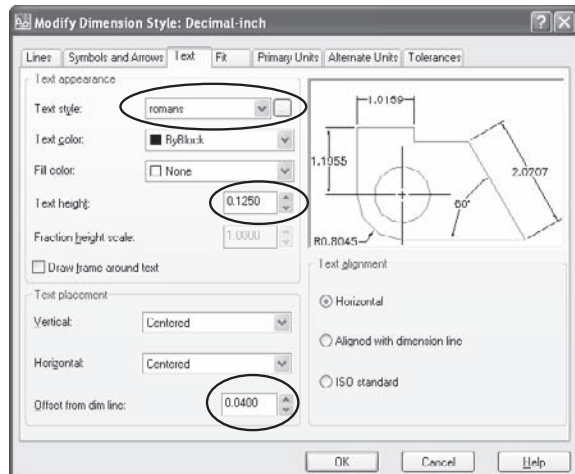 Modify Dimension Style: Decimal-inch
Lines Symbols and Arrows Text Fit Primary Units Alternate Units Tolerances
Text appearance
Text style: romans ...
Text color: ByBlock
Fill color: None
Text height: 0.1250
Fraction height scale: 1.0000
Draw frame around text
Text placement
Vertical: Centered
Horizontal: Centered
Offset from dim line: 0.0400
1.0159
1.1955
2.0707
60°
R0.8045
Text alignment
Horizontal
Aligned with dimension line
ISO standard
OK Cancel Help